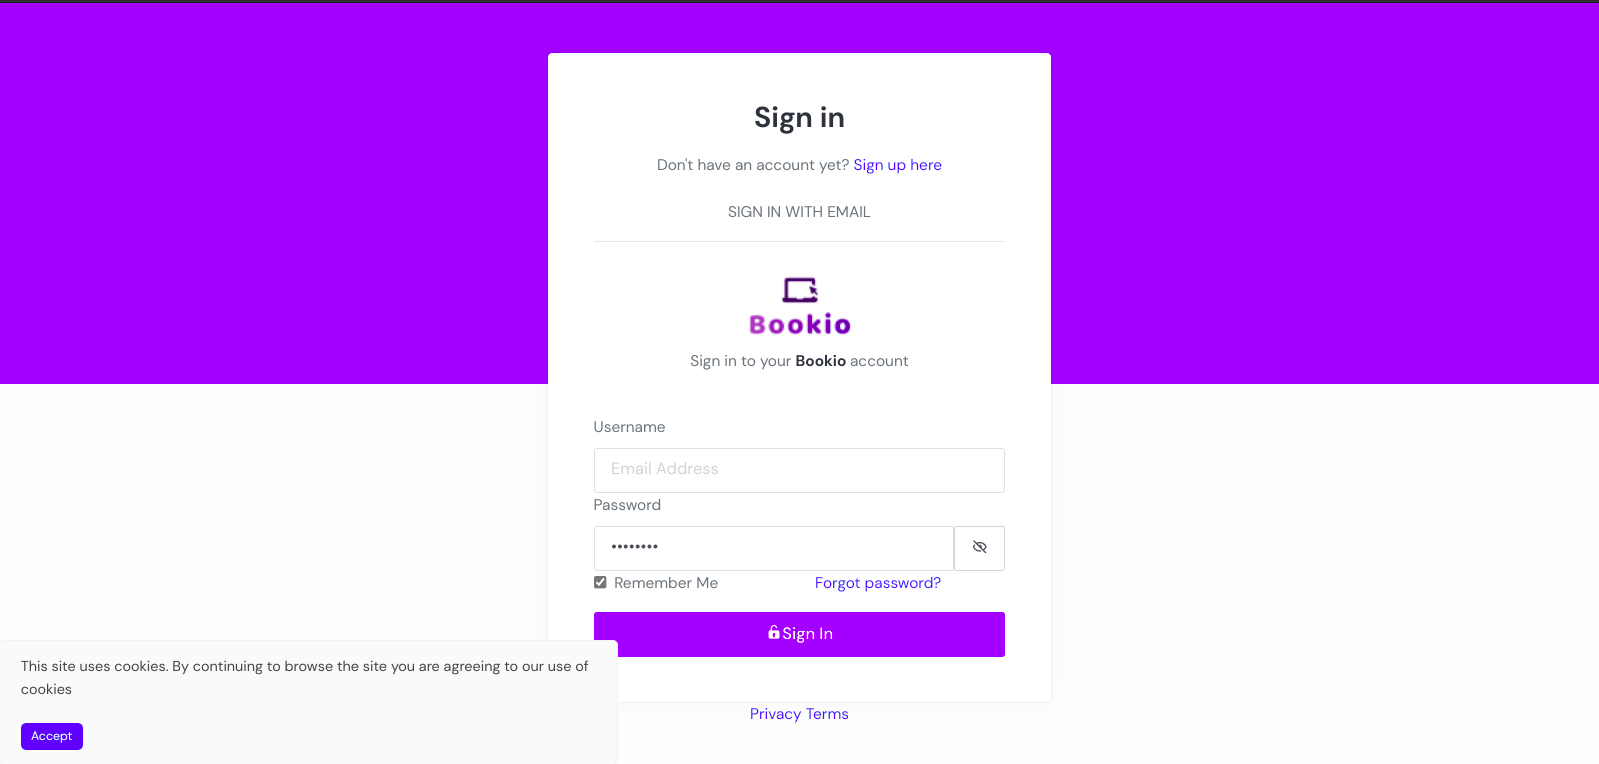 Sign in
Don't have an account yet? Sign up here
SIGN IN WITH EMAIL
Bookio
Sign in to your Bookio account
Username
Email Address
Password
••••••••
Remember Me
Forgot password?
Sign In
This site uses cookies. By continuing to browse the site you are agreeing to our use of
cookies
Accept
Privacy Terms